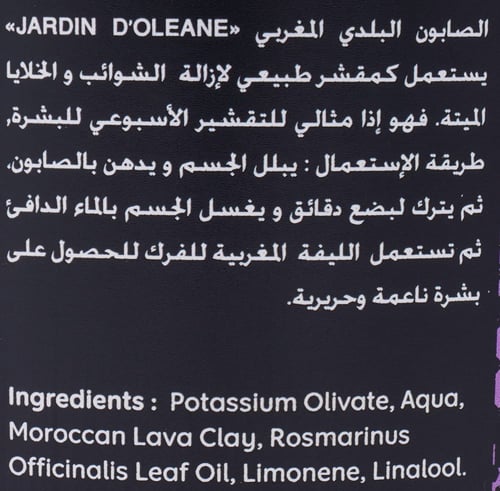 الصابون البلدي المغربي «JARDIN D'OLEANE»
يستعمل كمقشر طبيعي لإزالة الشوائب و الخلايا
الميتة. فهو إذا مثالي للتقشير الأسبوعي للبشرة,
طريقة الإستعمال : يبلل الجسم و يدهن بالصابون,
ثم يترك لبضع دقائق و يغسل الجسم بالماء الدافئ
ثم تستعمل الليفة المغربية للفرك للحصول على
بشرة ناعمة وحريرية.
Ingredients : Potassium Olivate, Aqua,
Moroccan Lava Clay, Rosmarinus
Officinalis Leaf Oil, Limonene, Linalool.